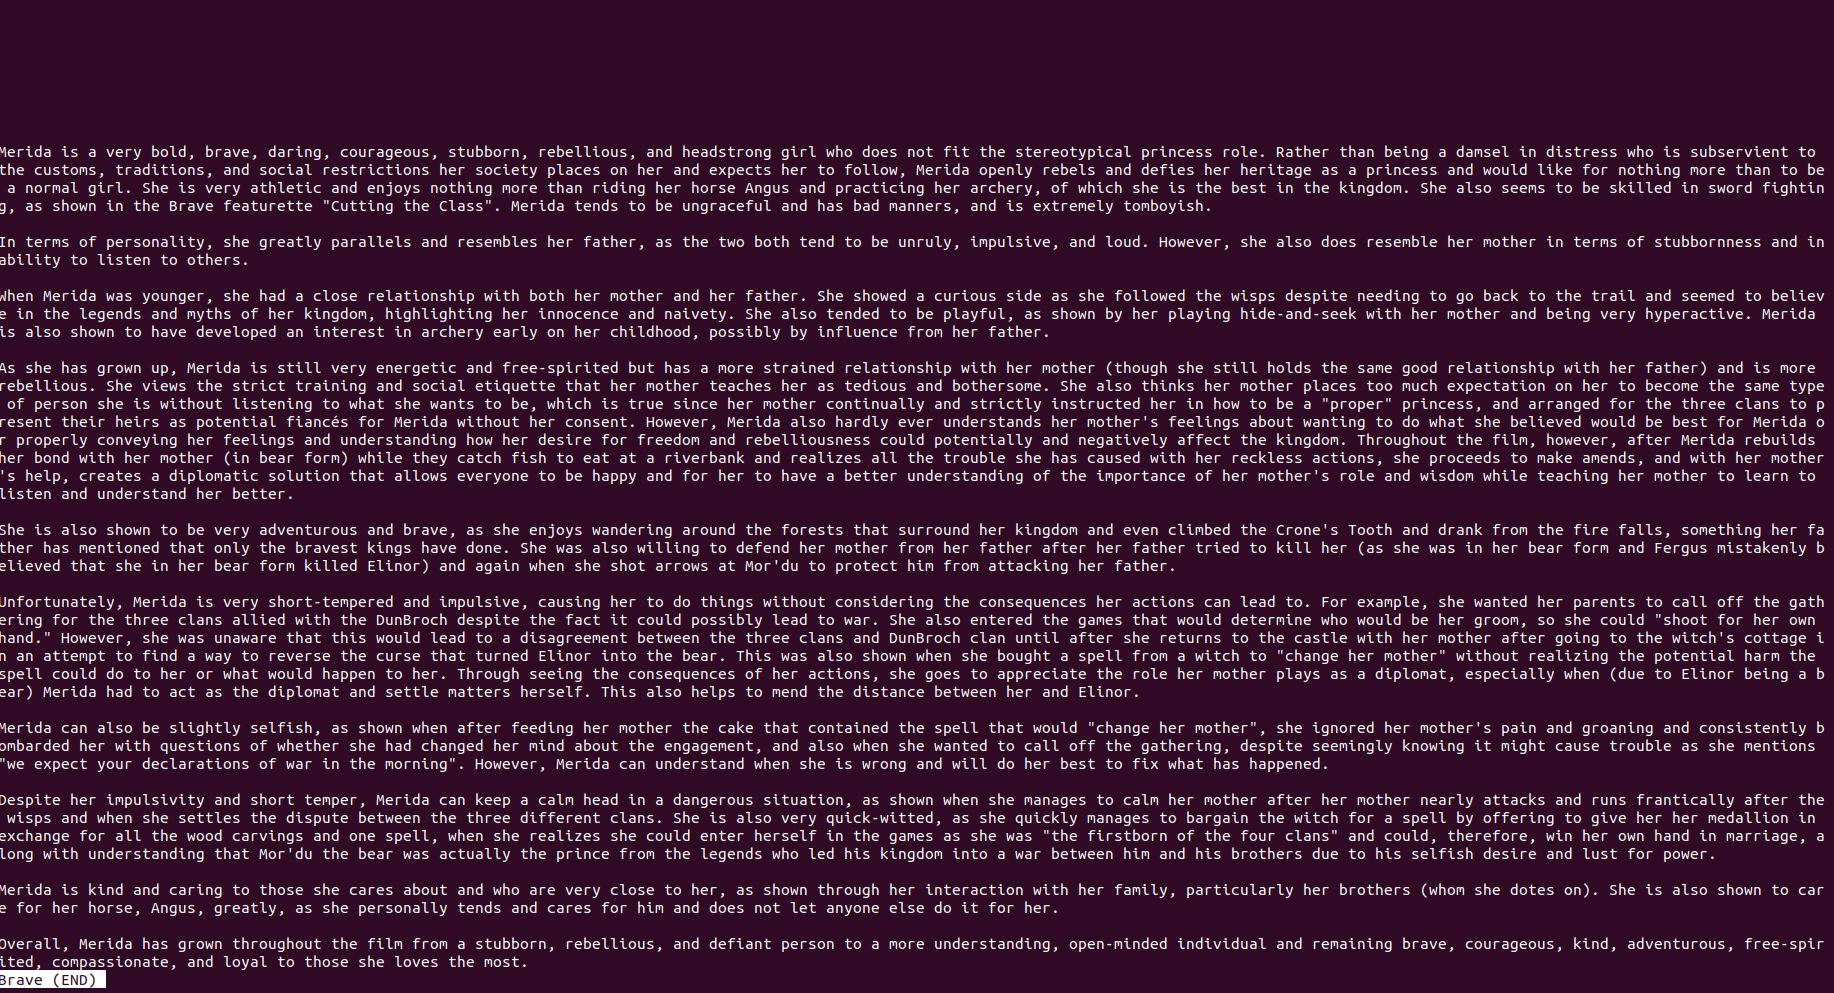 Merida is a very bold, brave, daring, courageous, stubborn, rebellious, and headstrong girl who does not fit the stereotypical princess role. Rather than being a damsel in distress who is subservient to
the customs, traditions, and social restrictions her society places on her and expects her to follow, Merida openly rebels and defies her heritage as a princess and would like for nothing more than to be
 a normal girl. She is very athletic and enjoys nothing more than riding her horse Angus and practicing her archery, of which she is the best in the kingdom. She also seems to be skilled in sword fightin
g, as shown in the Brave featurette "Cutting the Class". Merida tends to be ungraceful and has bad manners, and is extremely tomboyish.

In terms of personality, she greatly parallels and resembles her father, as the two both tend to be unruly, impulsive, and loud. However, she also does resemble her mother in terms of stubbornness and in
ability to listen to others.

When Merida was younger, she had a close relationship with both her mother and her father. She showed a curious side as she followed the wisps despite needing to go back to the trail and seemed to believ
e in the legends and myths of her kingdom, highlighting her innocence and naivety. She also tended to be playful, as shown by her playing hide-and-seek with her mother and being very hyperactive. Merida
is also shown to have developed an interest in archery early on her childhood, possibly by influence from her father.

As she has grown up, Merida is still very energetic and free-spirited but has a more strained relationship with her mother (though she still holds the same good relationship with her father) and is more
rebellious. She views the strict training and social etiquette that her mother teaches her as tedious and bothersome. She also thinks her mother places too much expectation on her to become the same type
 of person she is without listening to what she wants to be, which is true since her mother continually and strictly instructed her in how to be a "proper" princess, and arranged for the three clans to p
resent their heirs as potential fiancés for Merida without her consent. However, Merida also hardly ever understands her mother's feelings about wanting to do what she believed would be best for Merida o
r properly conveying her feelings and understanding how her desire for freedom and rebelliousness could potentially and negatively affect the kingdom. Throughout the film, however, after Merida rebuilds
her bond with her mother (in bear form) while they catch fish to eat at a riverbank and realizes all the trouble she has caused with her reckless actions, she proceeds to make amends, and with her mother
's help, creates a diplomatic solution that allows everyone to be happy and for her to have a better understanding of the importance of her mother's role and wisdom while teaching her mother to learn to
listen and understand her better.

She is also shown to be very adventurous and brave, as she enjoys wandering around the forests that surround her kingdom and even climbed the Crone's Tooth and drank from the fire falls, something her fa
ther has mentioned that only the bravest kings have done. She was also willing to defend her mother from her father after her father tried to kill her (as she was in her bear form and Fergus mistakenly b
elieved that she in her bear form killed Elinor) and again when she shot arrows at Mor'du to protect him from attacking her father.

Unfortunately, Merida is very short-tempered and impulsive, causing her to do things without considering the consequences her actions can lead to. For example, she wanted her parents to call off the gath
ering for the three clans allied with the DunBroch despite the fact it could possibly lead to war. She also entered the games that would determine who would be her groom, so she could "shoot for her own
hand." However, she was unaware that this would lead to a disagreement between the three clans and DunBroch clan until after she returns to the castle with her mother after going to the witch's cottage i
n an attempt to find a way to reverse the curse that turned Elinor into the bear. This was also shown when she bought a spell from a witch to "change her mother" without realizing the potential harm the
spell could do to her or what would happen to her. Through seeing the consequences of her actions, she goes to appreciate the role her mother plays as a diplomat, especially when (due to Elinor being a b
ear) Merida had to act as the diplomat and settle matters herself. This also helps to mend the distance between her and Elinor.

Merida can also be slightly selfish, as shown when after feeding her mother the cake that contained the spell that would "change her mother", she ignored her mother's pain and groaning and consistently b
ombarded her with questions of whether she had changed her mind about the engagement, and also when she wanted to call off the gathering, despite seemingly knowing it might cause trouble as she mentions
"we expect your declarations of war in the morning". However, Merida can understand when she is wrong and will do her best to fix what has happened.

Despite her impulsivity and short temper, Merida can keep a calm head in a dangerous situation, as shown when she manages to calm her mother after her mother nearly attacks and runs frantically after the
 wisps and when she settles the dispute between the three different clans. She is also very quick-witted, as she quickly manages to bargain the witch for a spell by offering to give her her medallion in
exchange for all the wood carvings and one spell, when she realizes she could enter herself in the games as she was "the firstborn of the four clans" and could, therefore, win her own hand in marriage, a
long with understanding that Mor'du the bear was actually the prince from the legends who led his kingdom into a war between him and his brothers due to his selfish desire and lust for power.

Merida is kind and caring to those she cares about and who are very close to her, as shown through her interaction with her family, particularly her brothers (whom she dotes on). She is also shown to car
e for her horse, Angus, greatly, as she personally tends and cares for him and does not let anyone else do it for her.

Overall, Merida has grown throughout the film from a stubborn, rebellious, and defiant person to a more understanding, open-minded individual and remaining brave, courageous, kind, adventurous, free-spir
ited, compassionate, and loyal to those she loves the most.
Brave (END)